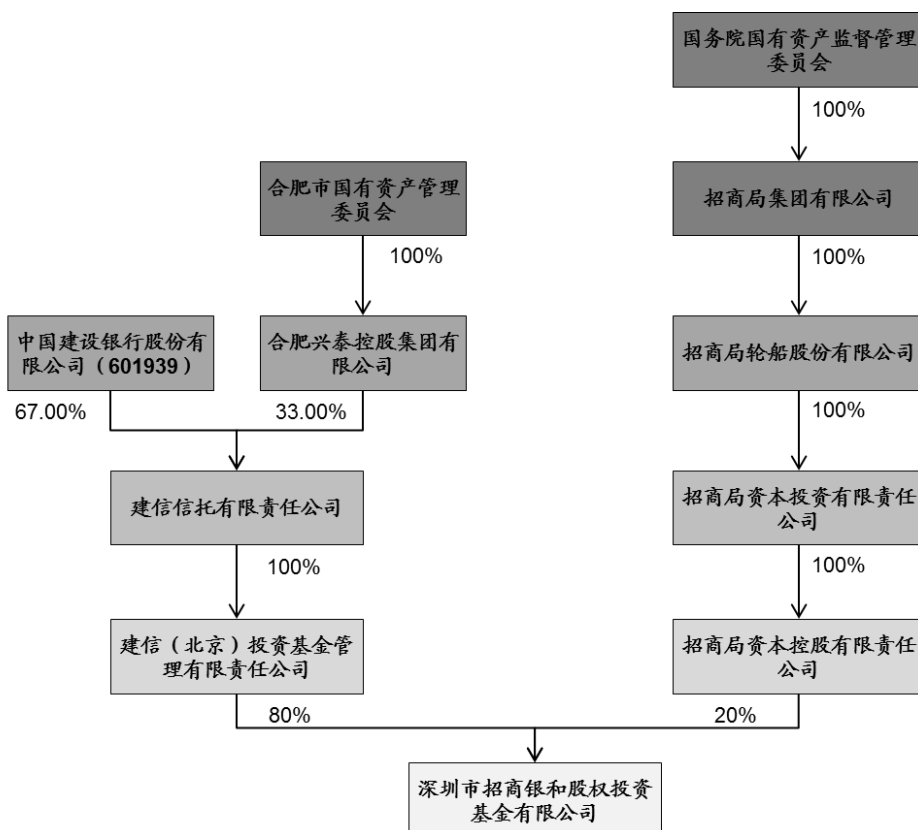 国务院国有资产监督管理
委员会
100%
合肥市国有资产管理
委员会
招商局集团有限公司
100%
100%
中国建设银行股份有
限公司（601939）
合肥兴泰控股集团有
限公司
招商局轮船股份有限公司
67.00%
33.00%
100%
建信信托有限责任公司
招商局资本投资有限责任
公司
100%
100%
建信（北京）投资基金管
理有限责任公司
招商局资本控股有限责任
公司
80%
20%
深圳市招商银和股权投资
基金有限公司